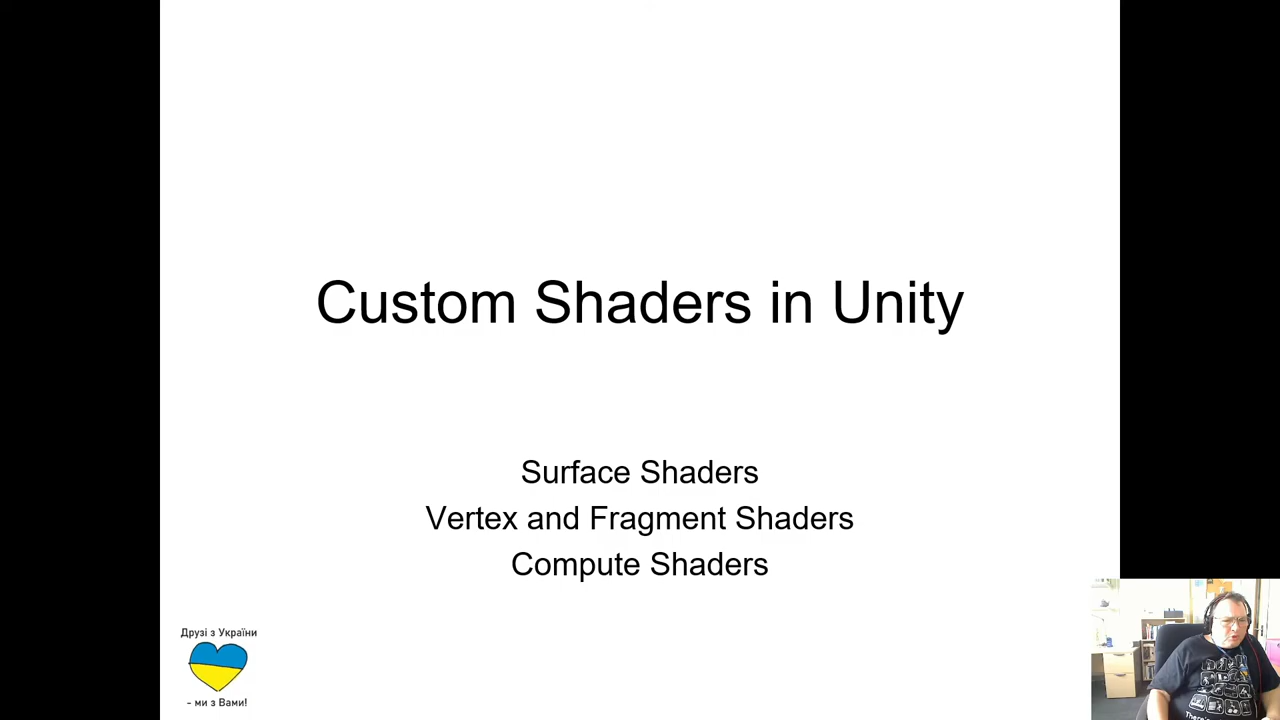 Custom Shaders in Unity
Surface Shaders
Vertex and Fragment Shaders
Compute Shaders
Друзі з України
- ми з Вами!